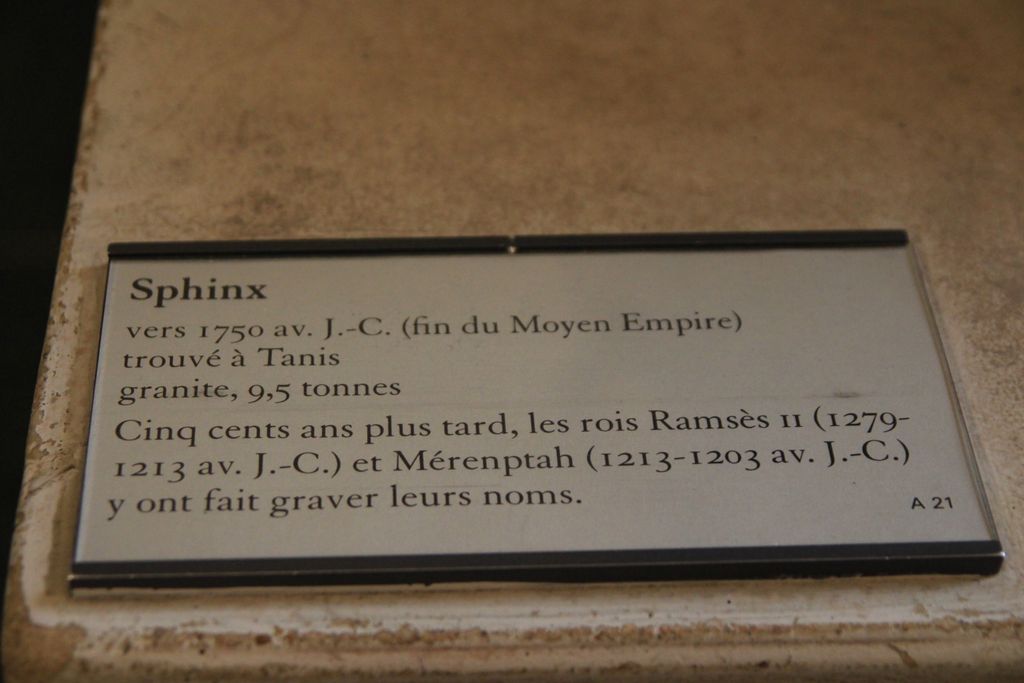 Sphinx
vers 1750 av. J.-C. (fin du Moyen Empire)
trouvé à Tanis
granite, 9,5 tonnes
Cinq cents ans plus tard, les rois Ramsès II (1279-
1213 av. J.-C.) et Mérenptah (1213-1203 av. J.-C.)
y ont fait graver leurs noms.
A 21